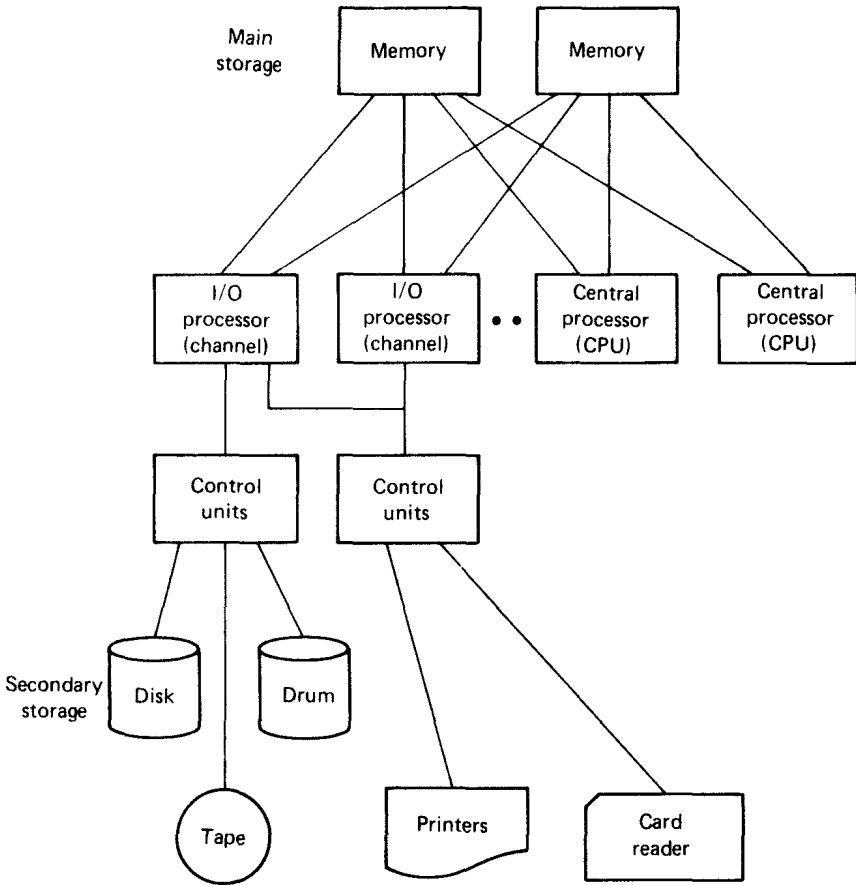 Main
storage
Memory
Memory
I/O
processor
(channel)
I/O
processor
(channel)
Central
processor
(CPU)
Central
processor
(CPU)
Control
units
Control
units
Secondary
storage
Disk
Drum
Tape
Printers
Card
reader